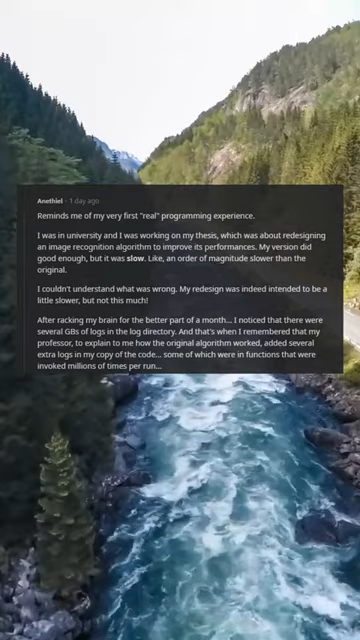 Anethiel · 1 day ago
Reminds me of my very first "real" programming experience.
I was in university and I was working on my thesis, which was about redesigning
an image recognition algorithm to improve its performances. My version did
good enough, but it was slow. Like, an order of magnitude slower than the
original.
I couldn't understand what was wrong. My redesign was indeed intended to be a
little slower, but not this much!
After racking my brain for the better part of a month... I noticed that there were
several GBs of logs in the log directory. And that's when I remembered that my
professor, to explain to me how the original algorithm worked, added several
extra logs in my copy of the code... some of which were in functions that were
invoked millions of times per run...